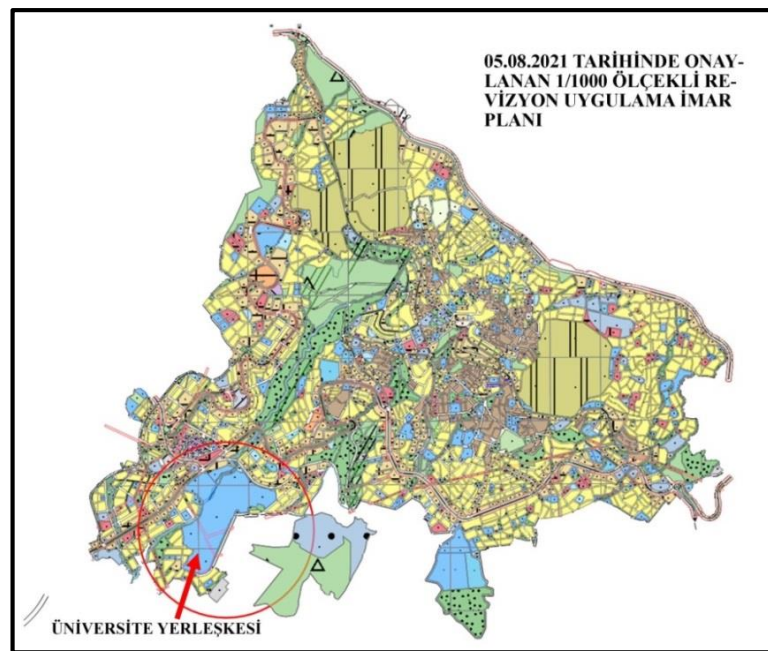 05.08.2021 TARİHİNDE ONAY-
LANAN 1/1000 ÖLÇEKLİ RE-
VİZYON UYGULAMA İMAR
PLANI
ÜNİVERSİTE YERLEŞKESİ